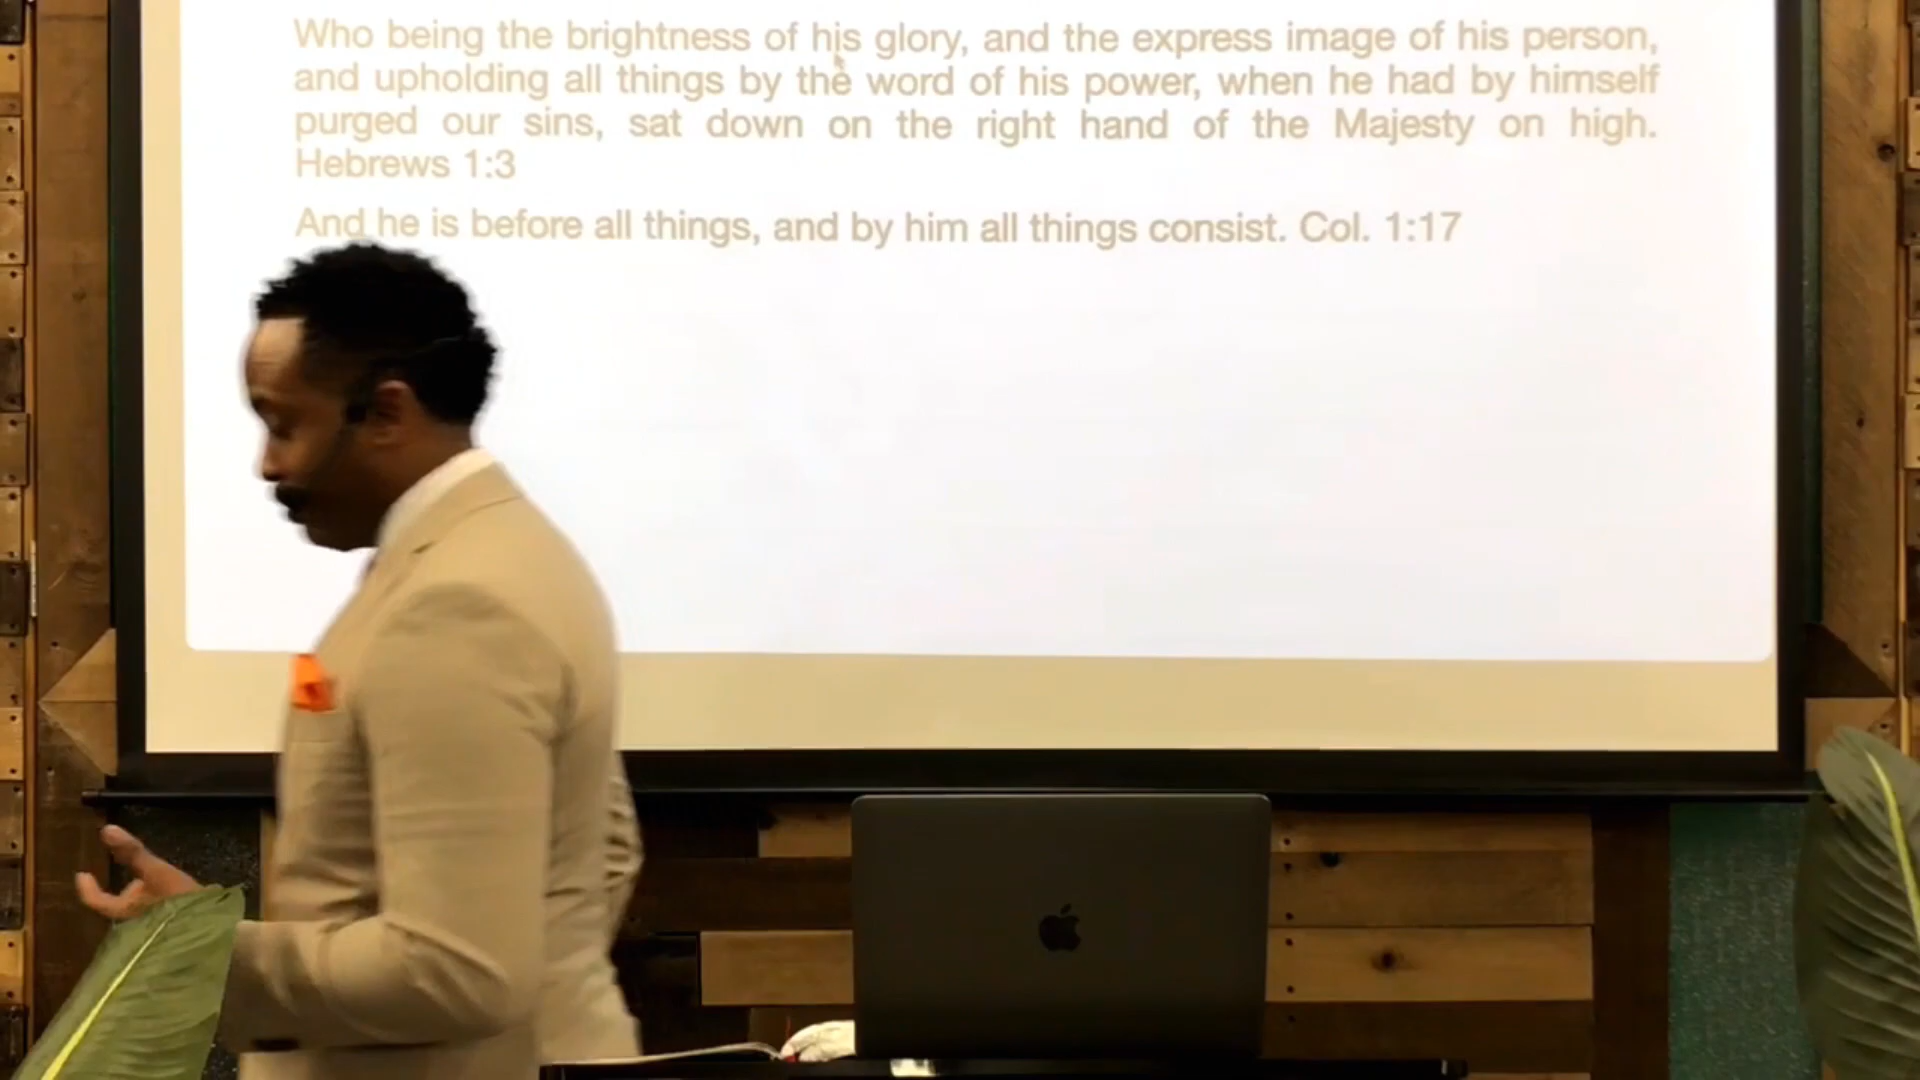 Who being the brightness of his glory, and the express image of his person,
and upholding all things by the word of his power, when he had by himself
purged our sins, sat down on the right hand of the Majesty on high.
Hebrews 1:3
And he is before all things, and by him all things consist. Col. 1:17